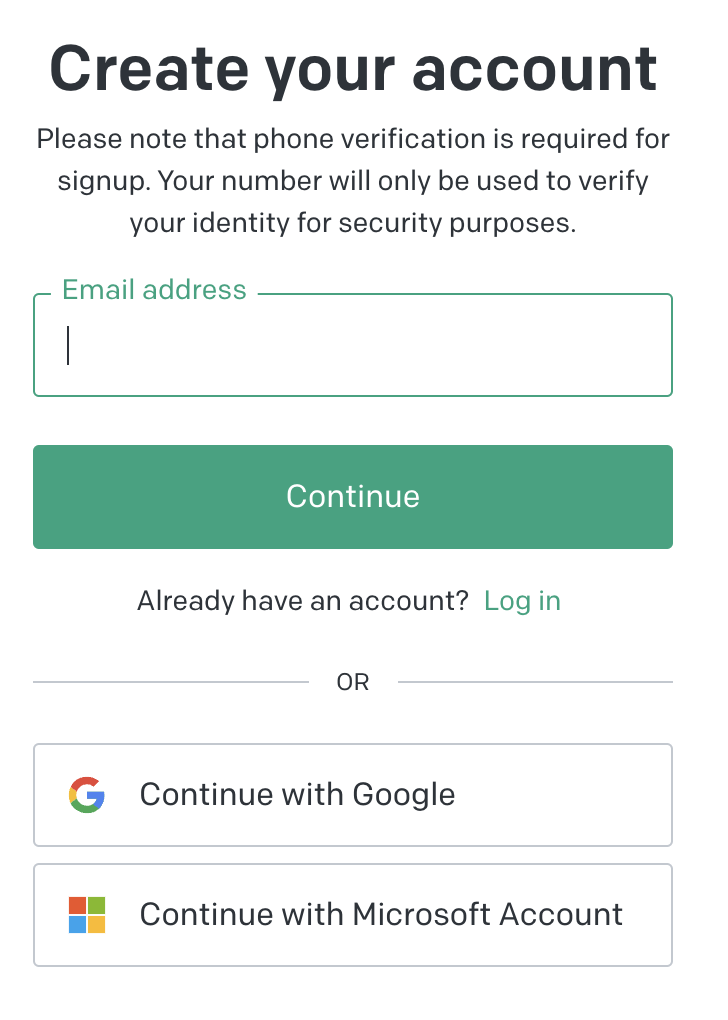 Create your account
Please note that phone verification is required for
signup. Your number will only be used to verify
your identity for security purposes.
Email address
Continue
Already have an account? Log in
OR
Continue with Google
Continue with Microsoft Account